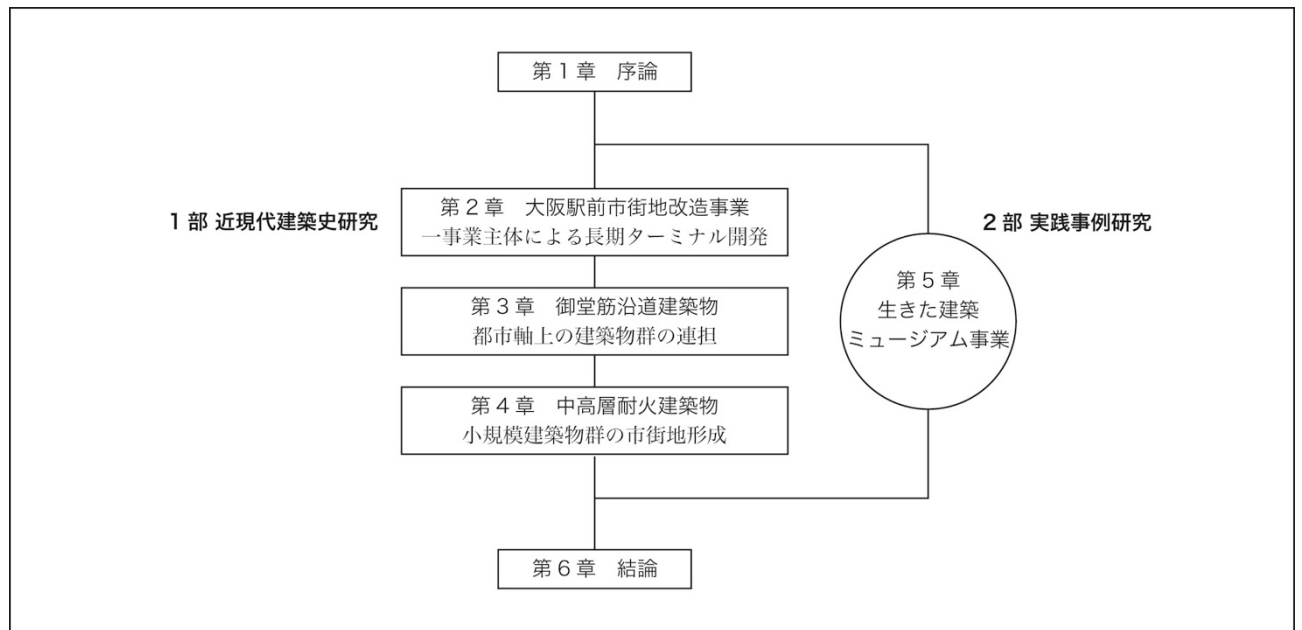 第1章　序論
1部 近現代建築史研究
第2章　大阪駅前市街地改造事業
一事業主体による長期ターミナル開発
第3章　御堂筋沿道建築物
都市軸上の建築物群の連担
第4章　中高層耐火建築物
小規模建築物群の市街地形成
2部 実践事例研究
第5章
生きた建築
ミュージアム事業
第6章　結論